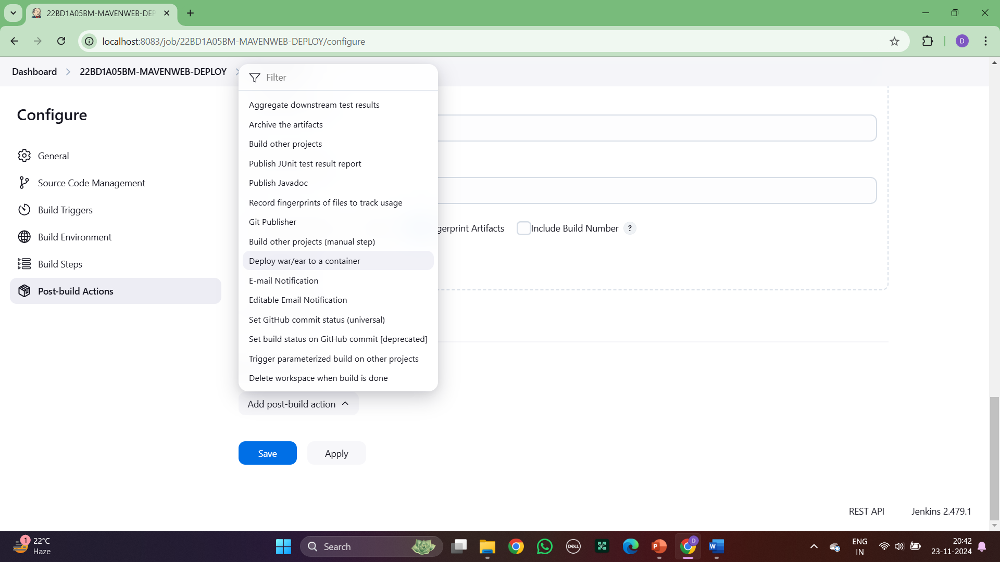 22BD1A05BM-MAVENWEB-DEP
localhost:8083/job/22BD1A05BM-MAVENWEB-DEPLOY/configure
D
Dashboard
22BD1A05BM-MAVENWEB-DEPLOY
Configure
General
Source Code Management
Build Triggers
Build Environment
Build Steps
Post-build Actions
Filter
Aggregate downstream test results
Archive the artifacts
Build other projects
Publish JUnit test result report
Publish Javadoc
Record fingerprints of files to track usage
Git Publisher
Build other projects (manual step)
Deploy war/ear to a container
E-mail Notification
Editable Email Notification
Set GitHub commit status (universal)
Set build status on GitHub commit [deprecated]
Trigger parameterized build on other projects
Delete workspace when build is done
gerprint Artifacts
Include Build Number ?
Add post-build action
Save
Apply
REST API
Jenkins 2.479.1
1
22°C
Haze
Search
DELL
P
D
W
ENG
IN
20:42
23-11-2024